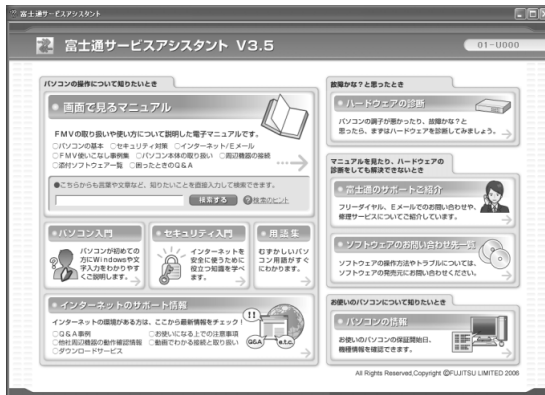 富士通サービスアシスタント
富士通サービスアシスタント V3.5
01-U000
パソコンの操作について知りたいとき
画面で見るマニュアル
FMVの取り扱いや使い方について説明した電子マニュアルです。
□パソコンの基本 □セキュリティ対策 □インターネット/Eメール
□FMV使いこなし事例集 □パソコン本体の取り扱い □周辺機器の接続
□添付ソフトウェア一覧 □困ったときのQ&A
●こちらからも言葉や文章など、知りたいことを直接入力して検索できます。
検索する
?検索のヒント
パソコン入門
パソコンが初めての
方にWindowsや文
字入力をわかりやす
くご説明します。
セキュリティ入門
インターネットを
安全に使うために
役立つ知識を学べ
ます。
用語集
むずかしいパソ
コン用語がすぐ
にわかります。
インターネットのサポート情報
インターネットの環境がある方は、ここから最新情報をチェック!
□Q&A事例 □お使いになる上での注意事項
□他社周辺機器の動作確認情報 □動画でわかる接続と取り扱い
□ダウンロードサービス
!!
Q&A
e.t.c.
故障かな?と思ったとき
ハードウェアの診断
パソコンの調子が悪かったり、故障かな?と
思ったら、まずはハードウェアを診断してみましょう。
マニュアルを見たり、ハードウェアの
診断をしても解決できないとき
富士通のサポートご紹介
フリーダイヤル、Eメールでのお問い合わせや、
修理サービスについてご紹介しています。
ソフトウェアのお問い合わせ先一覧
ソフトウェアの操作方法やトラブルについては、
ソフトウェアの発売元にお問い合わせください。
お使いのパソコンについて知りたいとき
パソコンの情報
お使いのパソコンの保証開始日、
機種情報を確認できます。
All Rights Reserved.Copyright ©FUJITSU LIMITED 2006